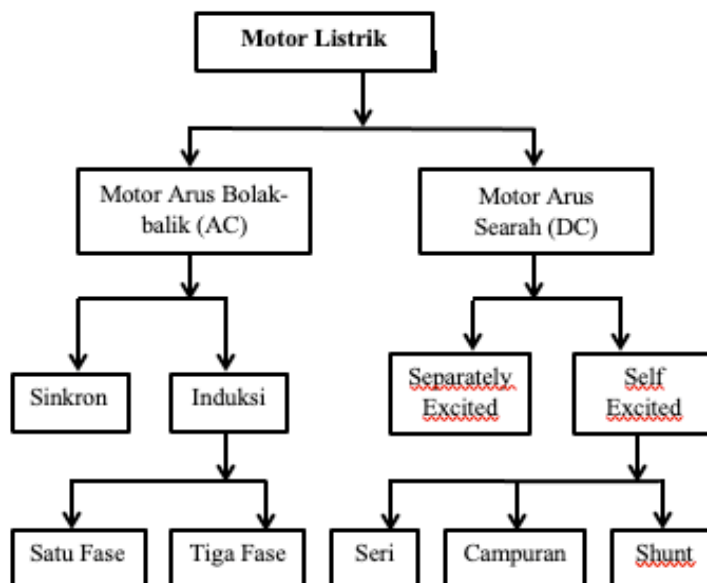 Motor Listrik
Motor Arus Bolak-
balik (AC)
Motor Arus
Searah (DC)
Sinkron
Induksi
Separately
Excited
Self
Excited
Satu Fase
Tiga Fase
Seri
Campuran
Shunt